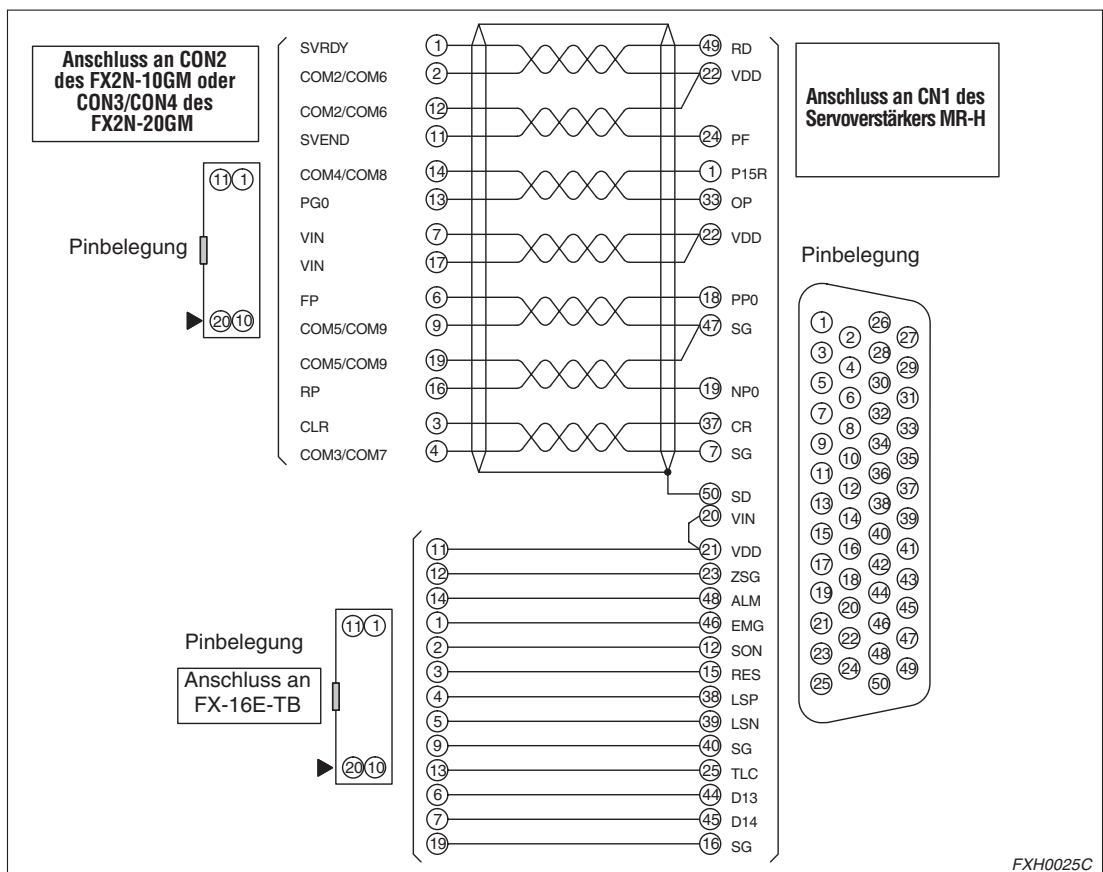 Anschluss an CON2
des FX2N-10GM oder
CON3/CON4 des
FX2N-20GM
SVRDY 1 49 RD
COM2/COM6 2 22 VDD
COM2/COM6 12
SVEND 11 24 PF
COM4/COM8 14 1 P15R
PG0 13 33 OP
VIN 7 22 VDD
VIN 17
FP 6 18 PP0
COM5/COM9 9 47 SG
COM5/COM9 19
RP 16 19 NP0
CLR 3 37 CR
COM3/COM7 4 7 SG
50 SD
20 VIN
11 21 VDD
12 23 ZSG
14 48 ALM
1 46 EMG
2 12 SON
3 15 RES
4 38 LSP
5 39 LSN
9 40 SG
13 25 TLC
6 44 D13
7 45 D14
19 16 SG
11 1
Pinbelegung
20 10
11 1
Pinbelegung
Anschluss an
FX-16E-TB
20 10
Anschluss an CN1 des
Servoverstärkers MR-H
Pinbelegung
1 26
2 27
3 28
4 29
5 30
6 31
7 32
8 33
9 34
10 35
11 36
12 37
13 38
14 39
15 40
16 41
17 42
18 43
19 44
20 45
21 46
22 47
23 48
24 49
25 50
FXH0025C